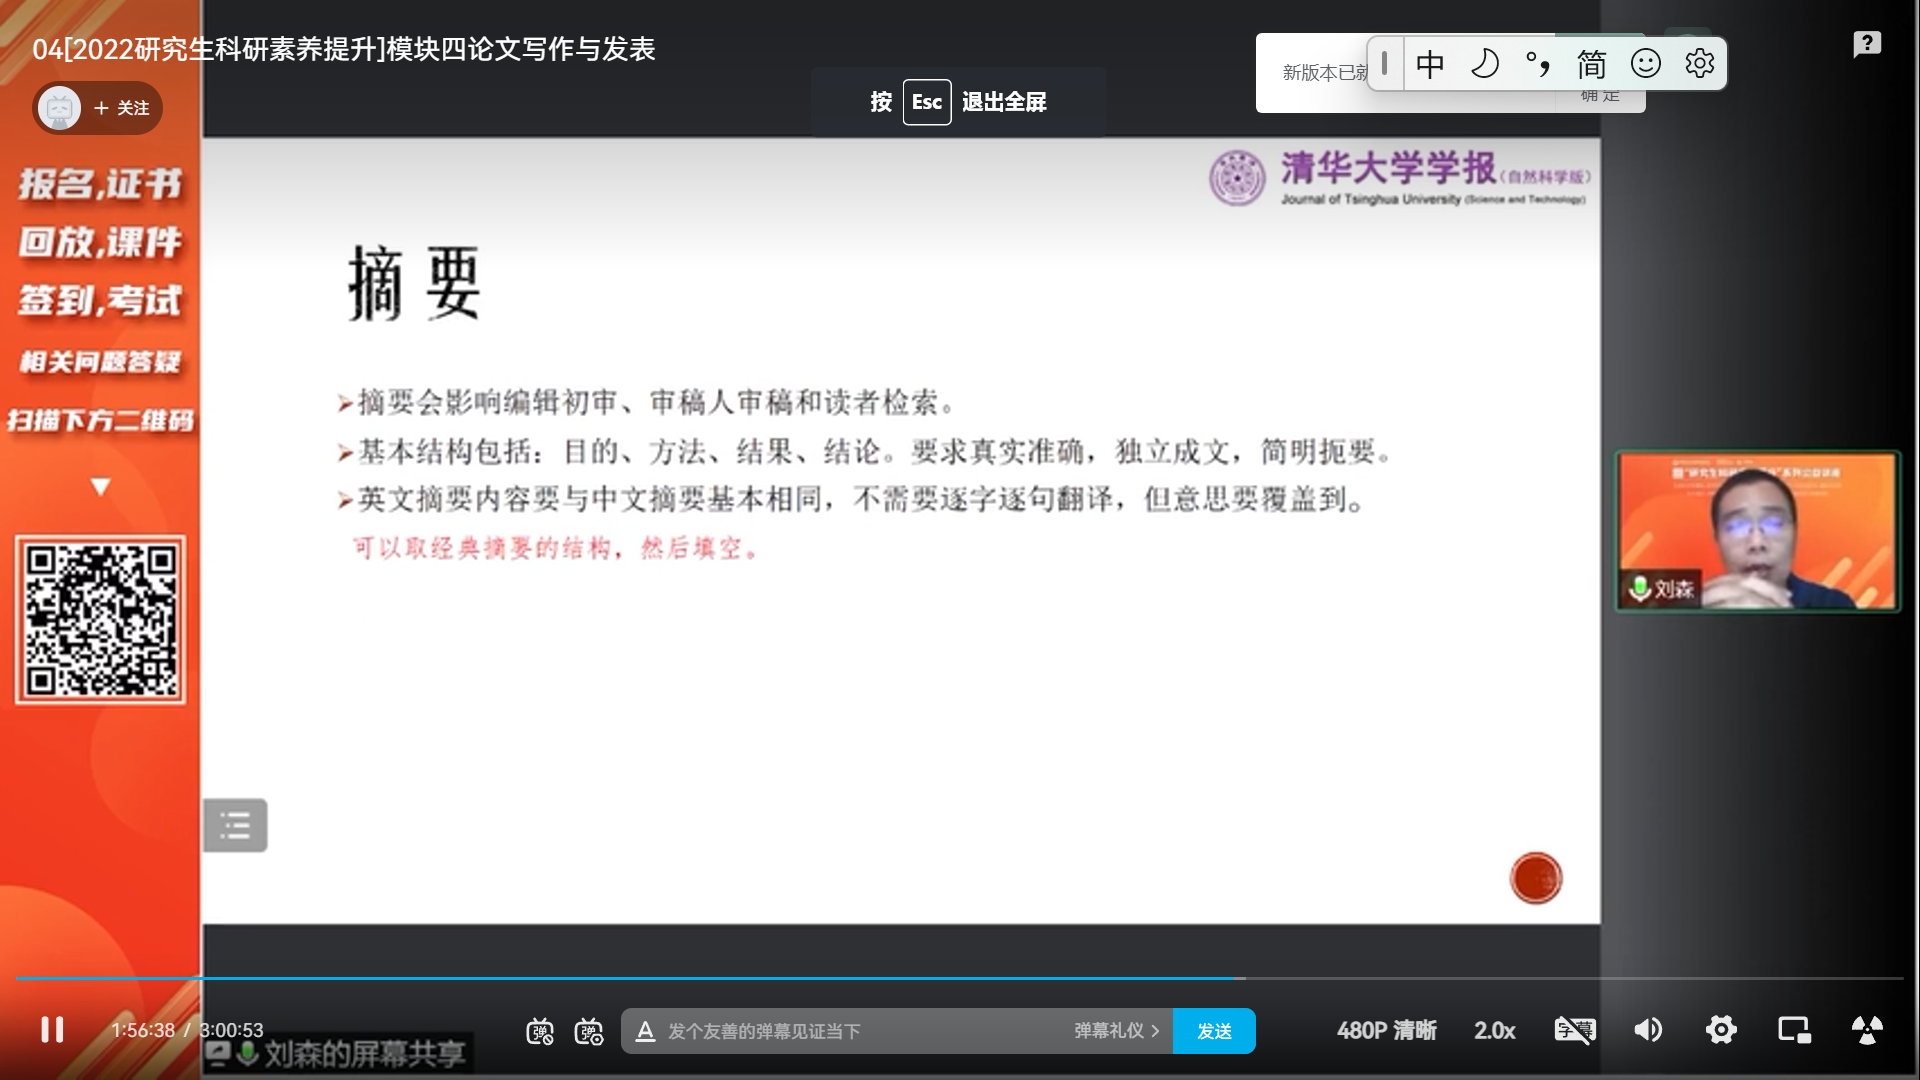 04[2022研究生科研素养提升]模块四论文写作与发表
+ 关注
按 Esc 退出全屏
新版本已就
确定
中 简
报名,证书
回放,课件
签到,考试
相关问题答疑
扫描下方二维码
清华大学学报(自然科学版)
Journal of Tsinghua University (Science and Technology)
摘 要
摘要会影响编辑初审、审稿人审稿和读者检索。
基本结构包括：目的、方法、结果、结论。要求真实准确，独立成文，简明扼要。
英文摘要内容要与中文摘要基本相同，不需要逐字逐句翻译，但意思要覆盖到。
可以取经典摘要的结构，然后填空。
刘森
1:56:38 / 3:00:53
刘森的屏幕共享
弹
弹
A 发个友善的弹幕见证当下
弹幕礼仪 >
发送
480P 清晰
2.0x
字幕